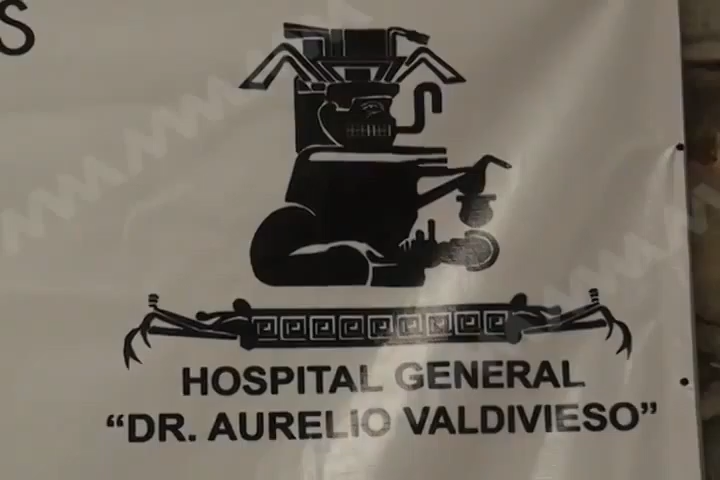 S
HOSPITAL GENERAL
“DR. AURELIO VALDIVIESO”